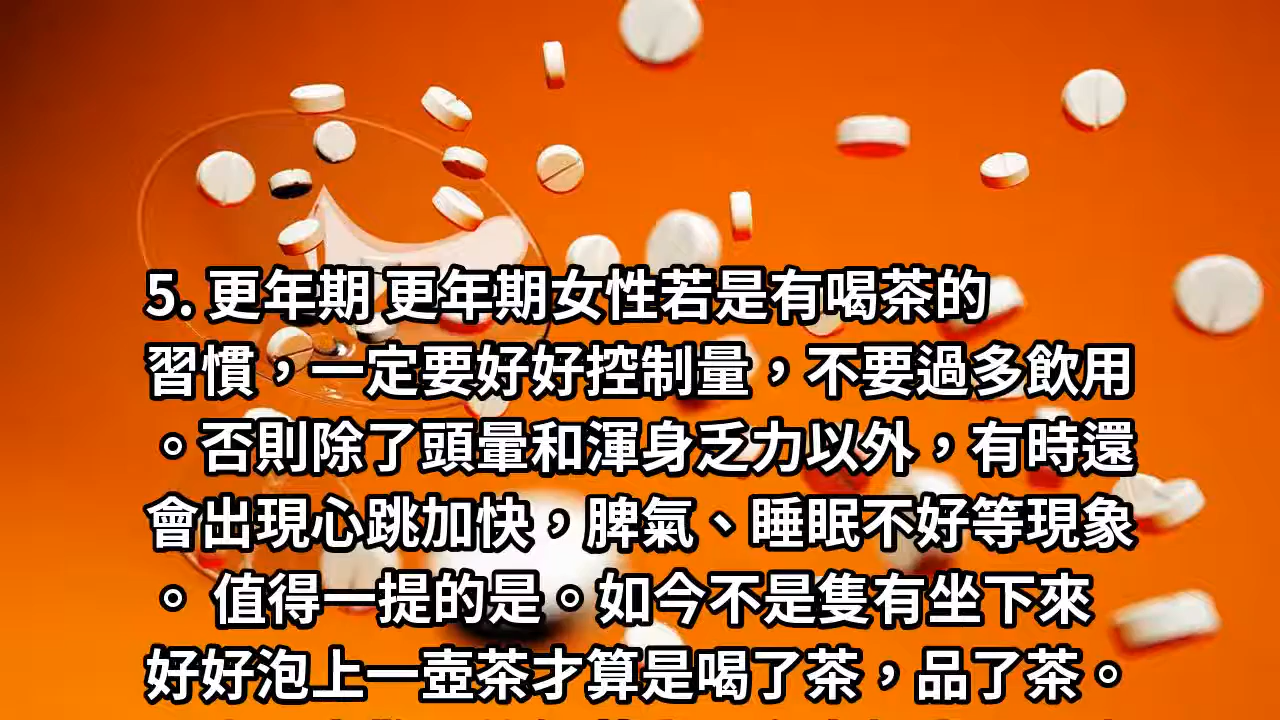 5. 更年期 更年期女性若是有喝茶的
習慣，一定要好好控制量，不要過多飲用
。否則除了頭暈和渾身乏力以外，有時還
會出現心跳加快，脾氣、睡眠不好等現象
。 值得一提的是。如今不是隻有坐下來
好好泡上一壺茶才算是喝了茶，品了茶。